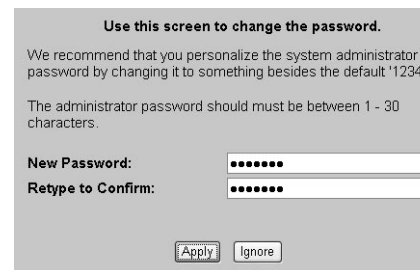 Use this screen to change the password.
We recommend that you personalize the system administrator
password by changing it to something besides the default '1234
The administrator password should must be between 1 - 30
characters.
New Password: •••••••
Retype to Confirm: •••••••
Apply Ignore